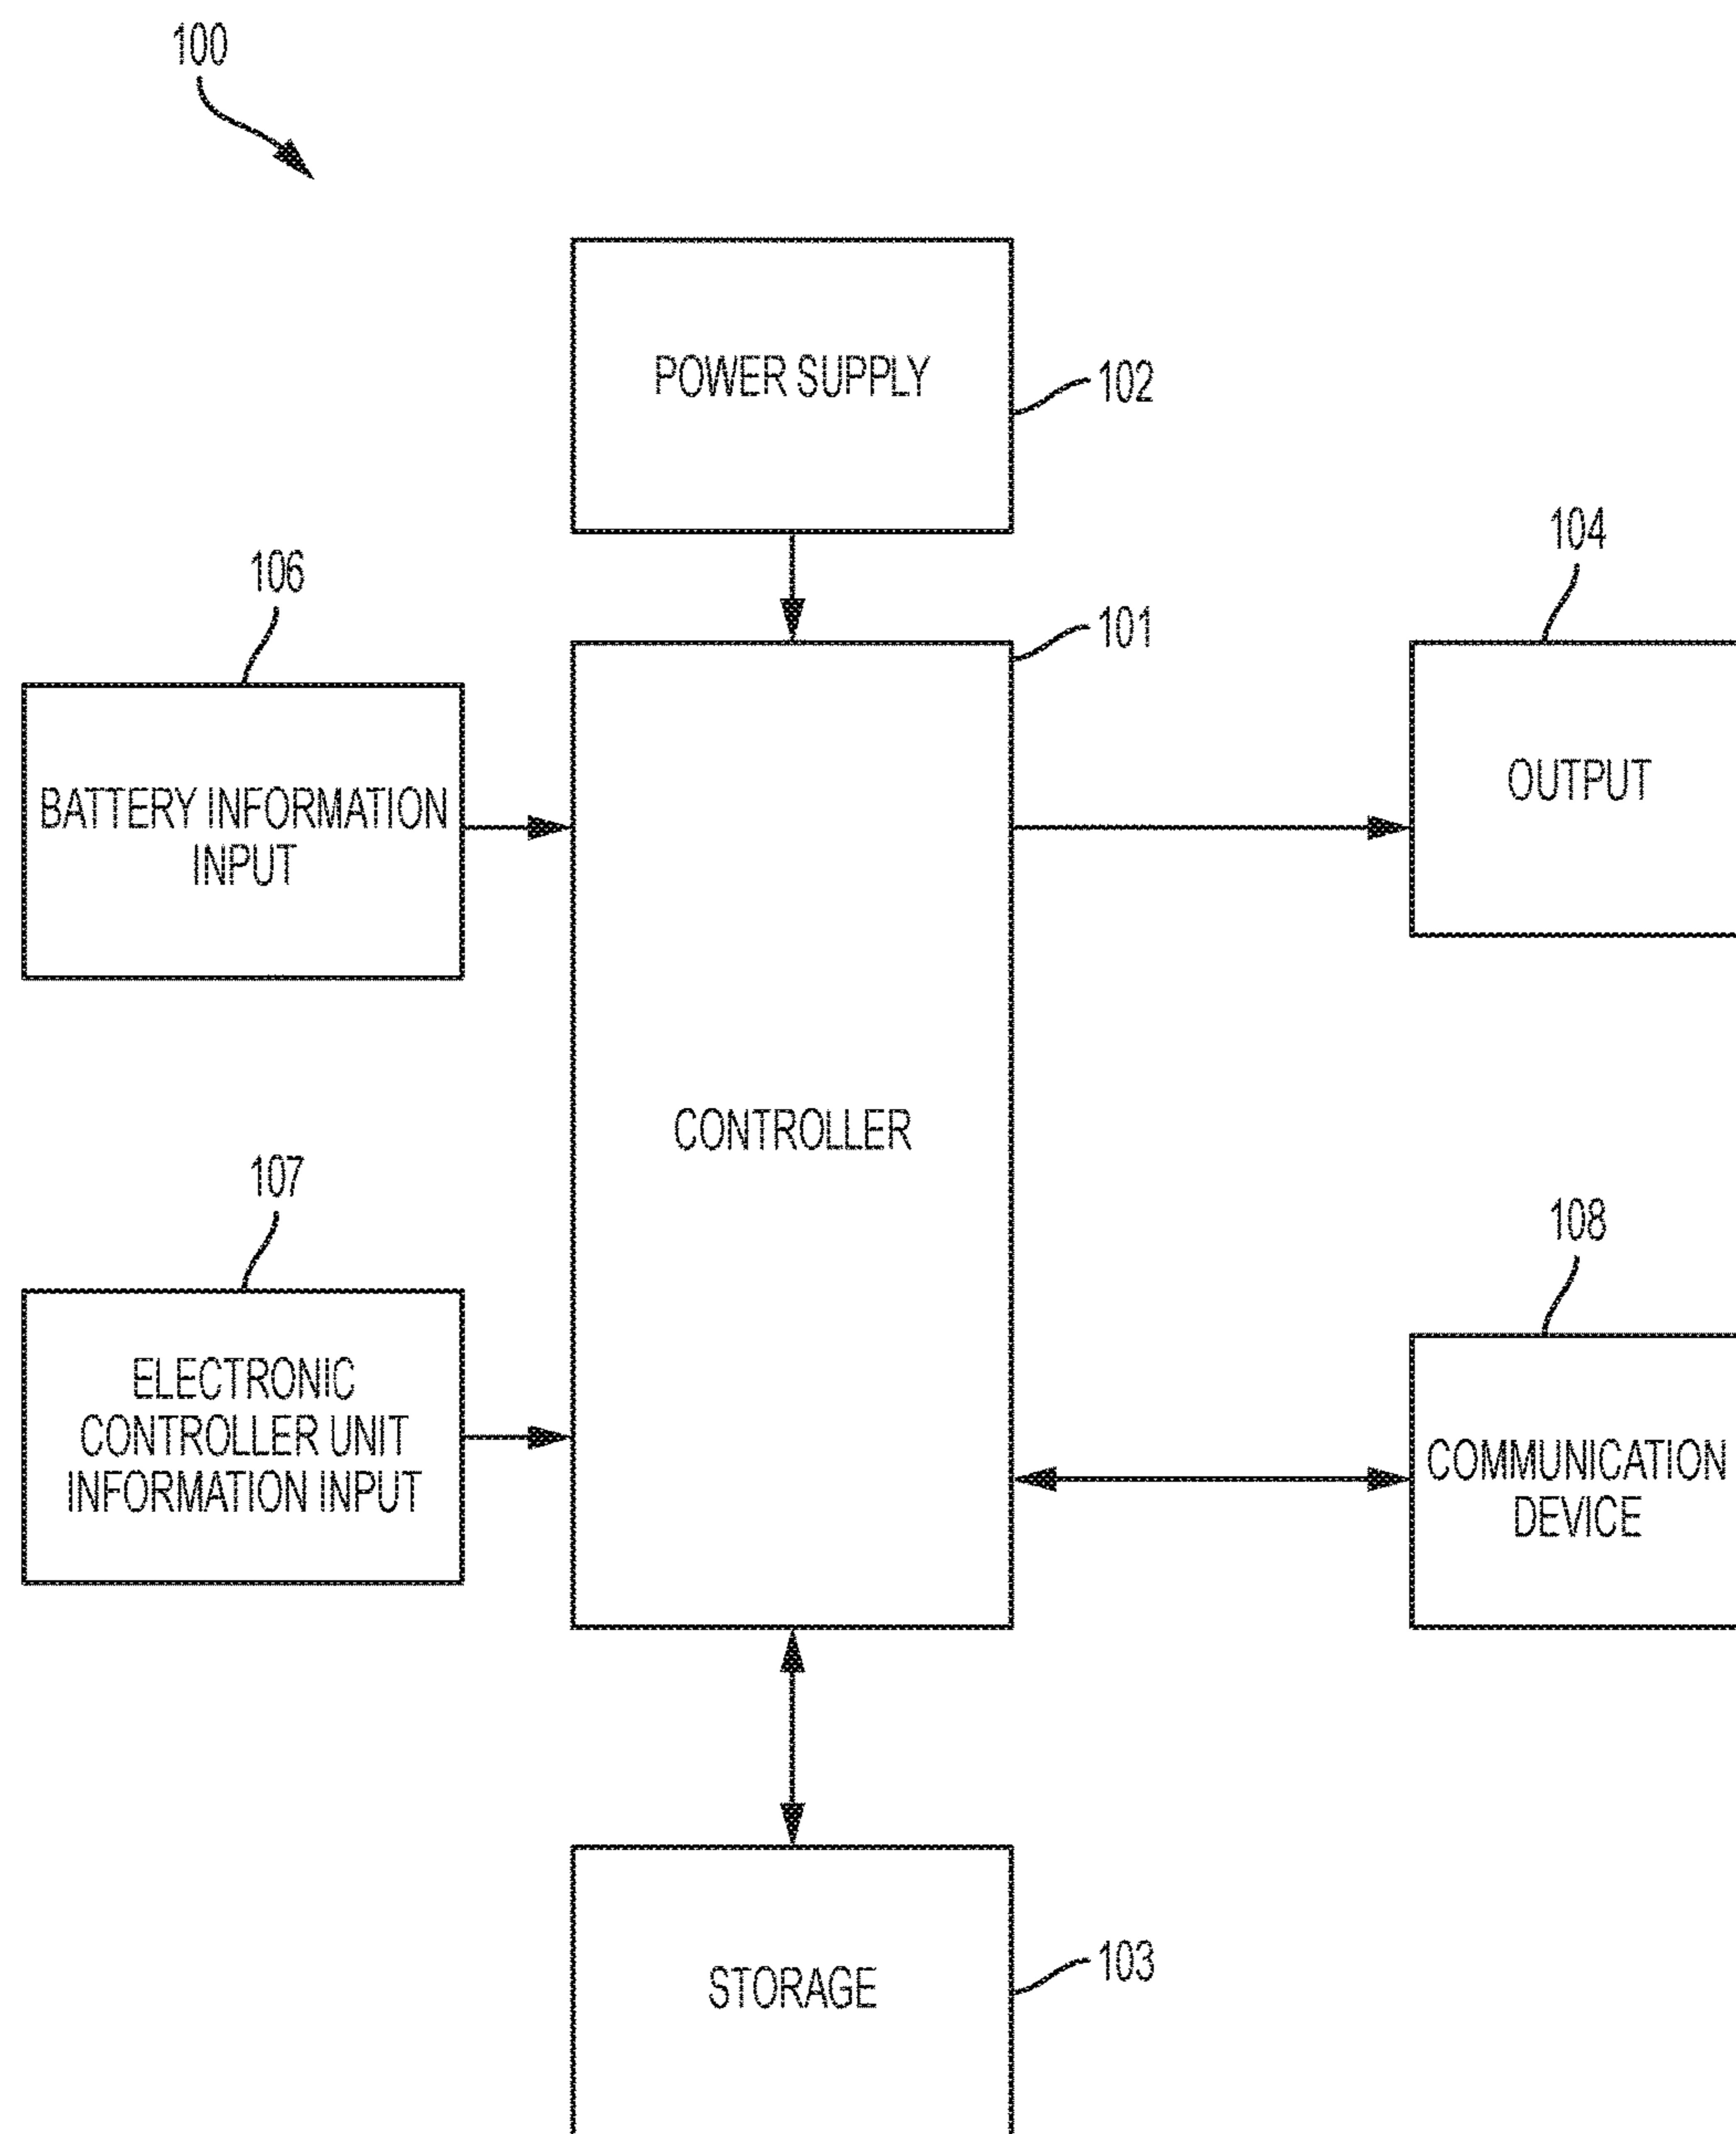 100
POWER SUPPLY
102
104
106
101
OUTPUT
BATTERY INFORMATION
INPUT
CONTROLLER
107
108
ELECTRONIC
CONTROLLER UNIT
INFORMATION INPUT
COMMUNICATION
DEVICE
STORAGE
103